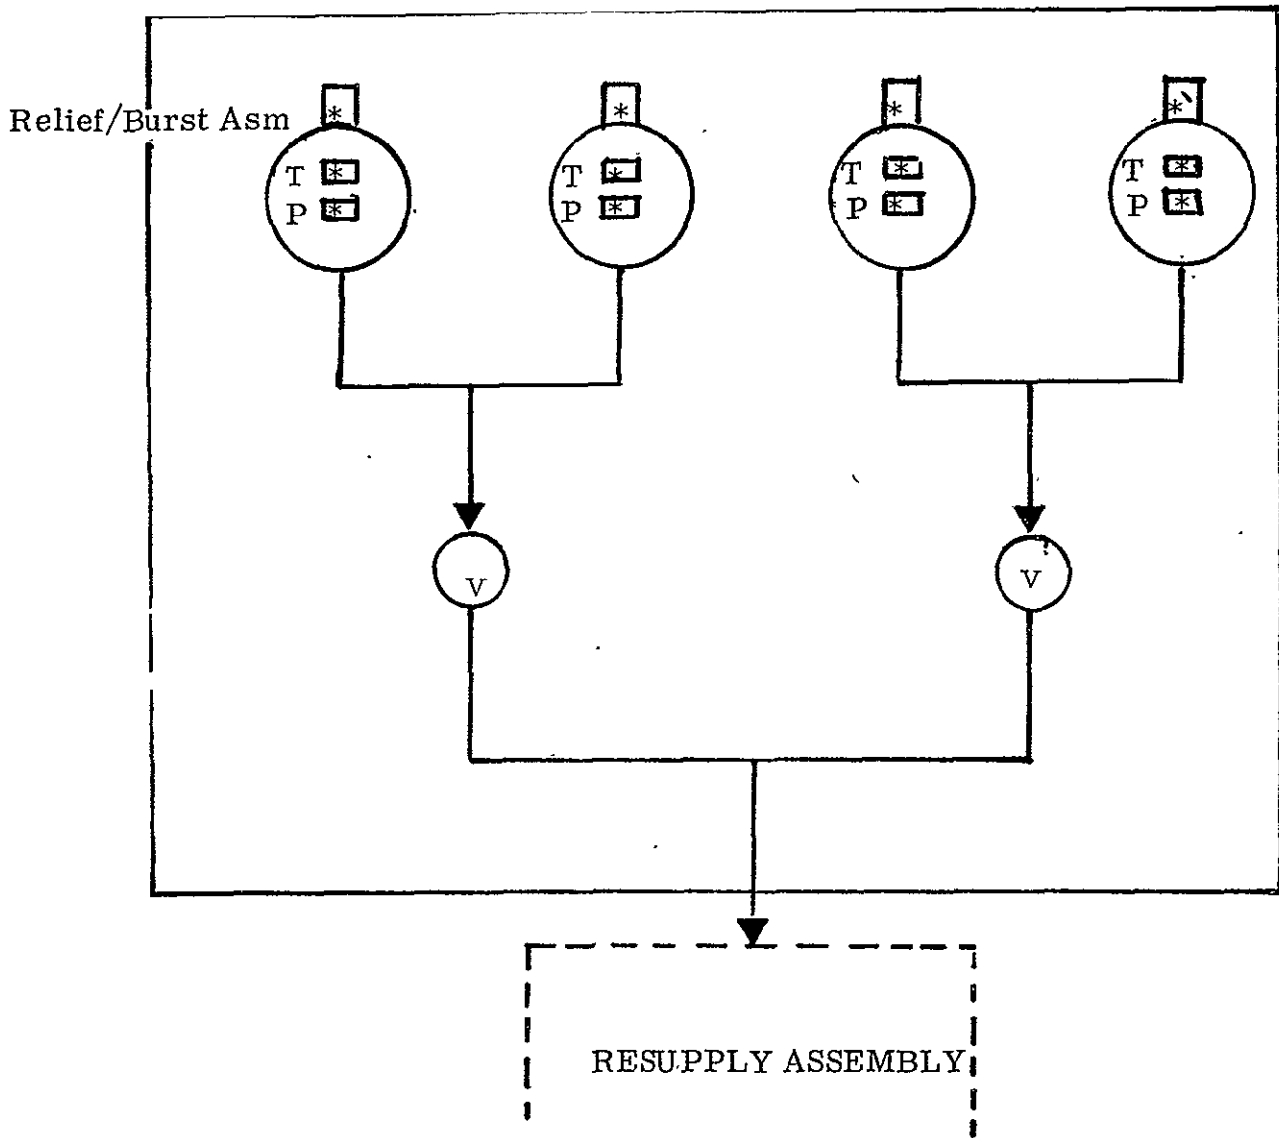 * * * *
Relief/Burst Asm
T * T * T * T *
P * P * P * P *
V V
RESUPPLY ASSEMBLY